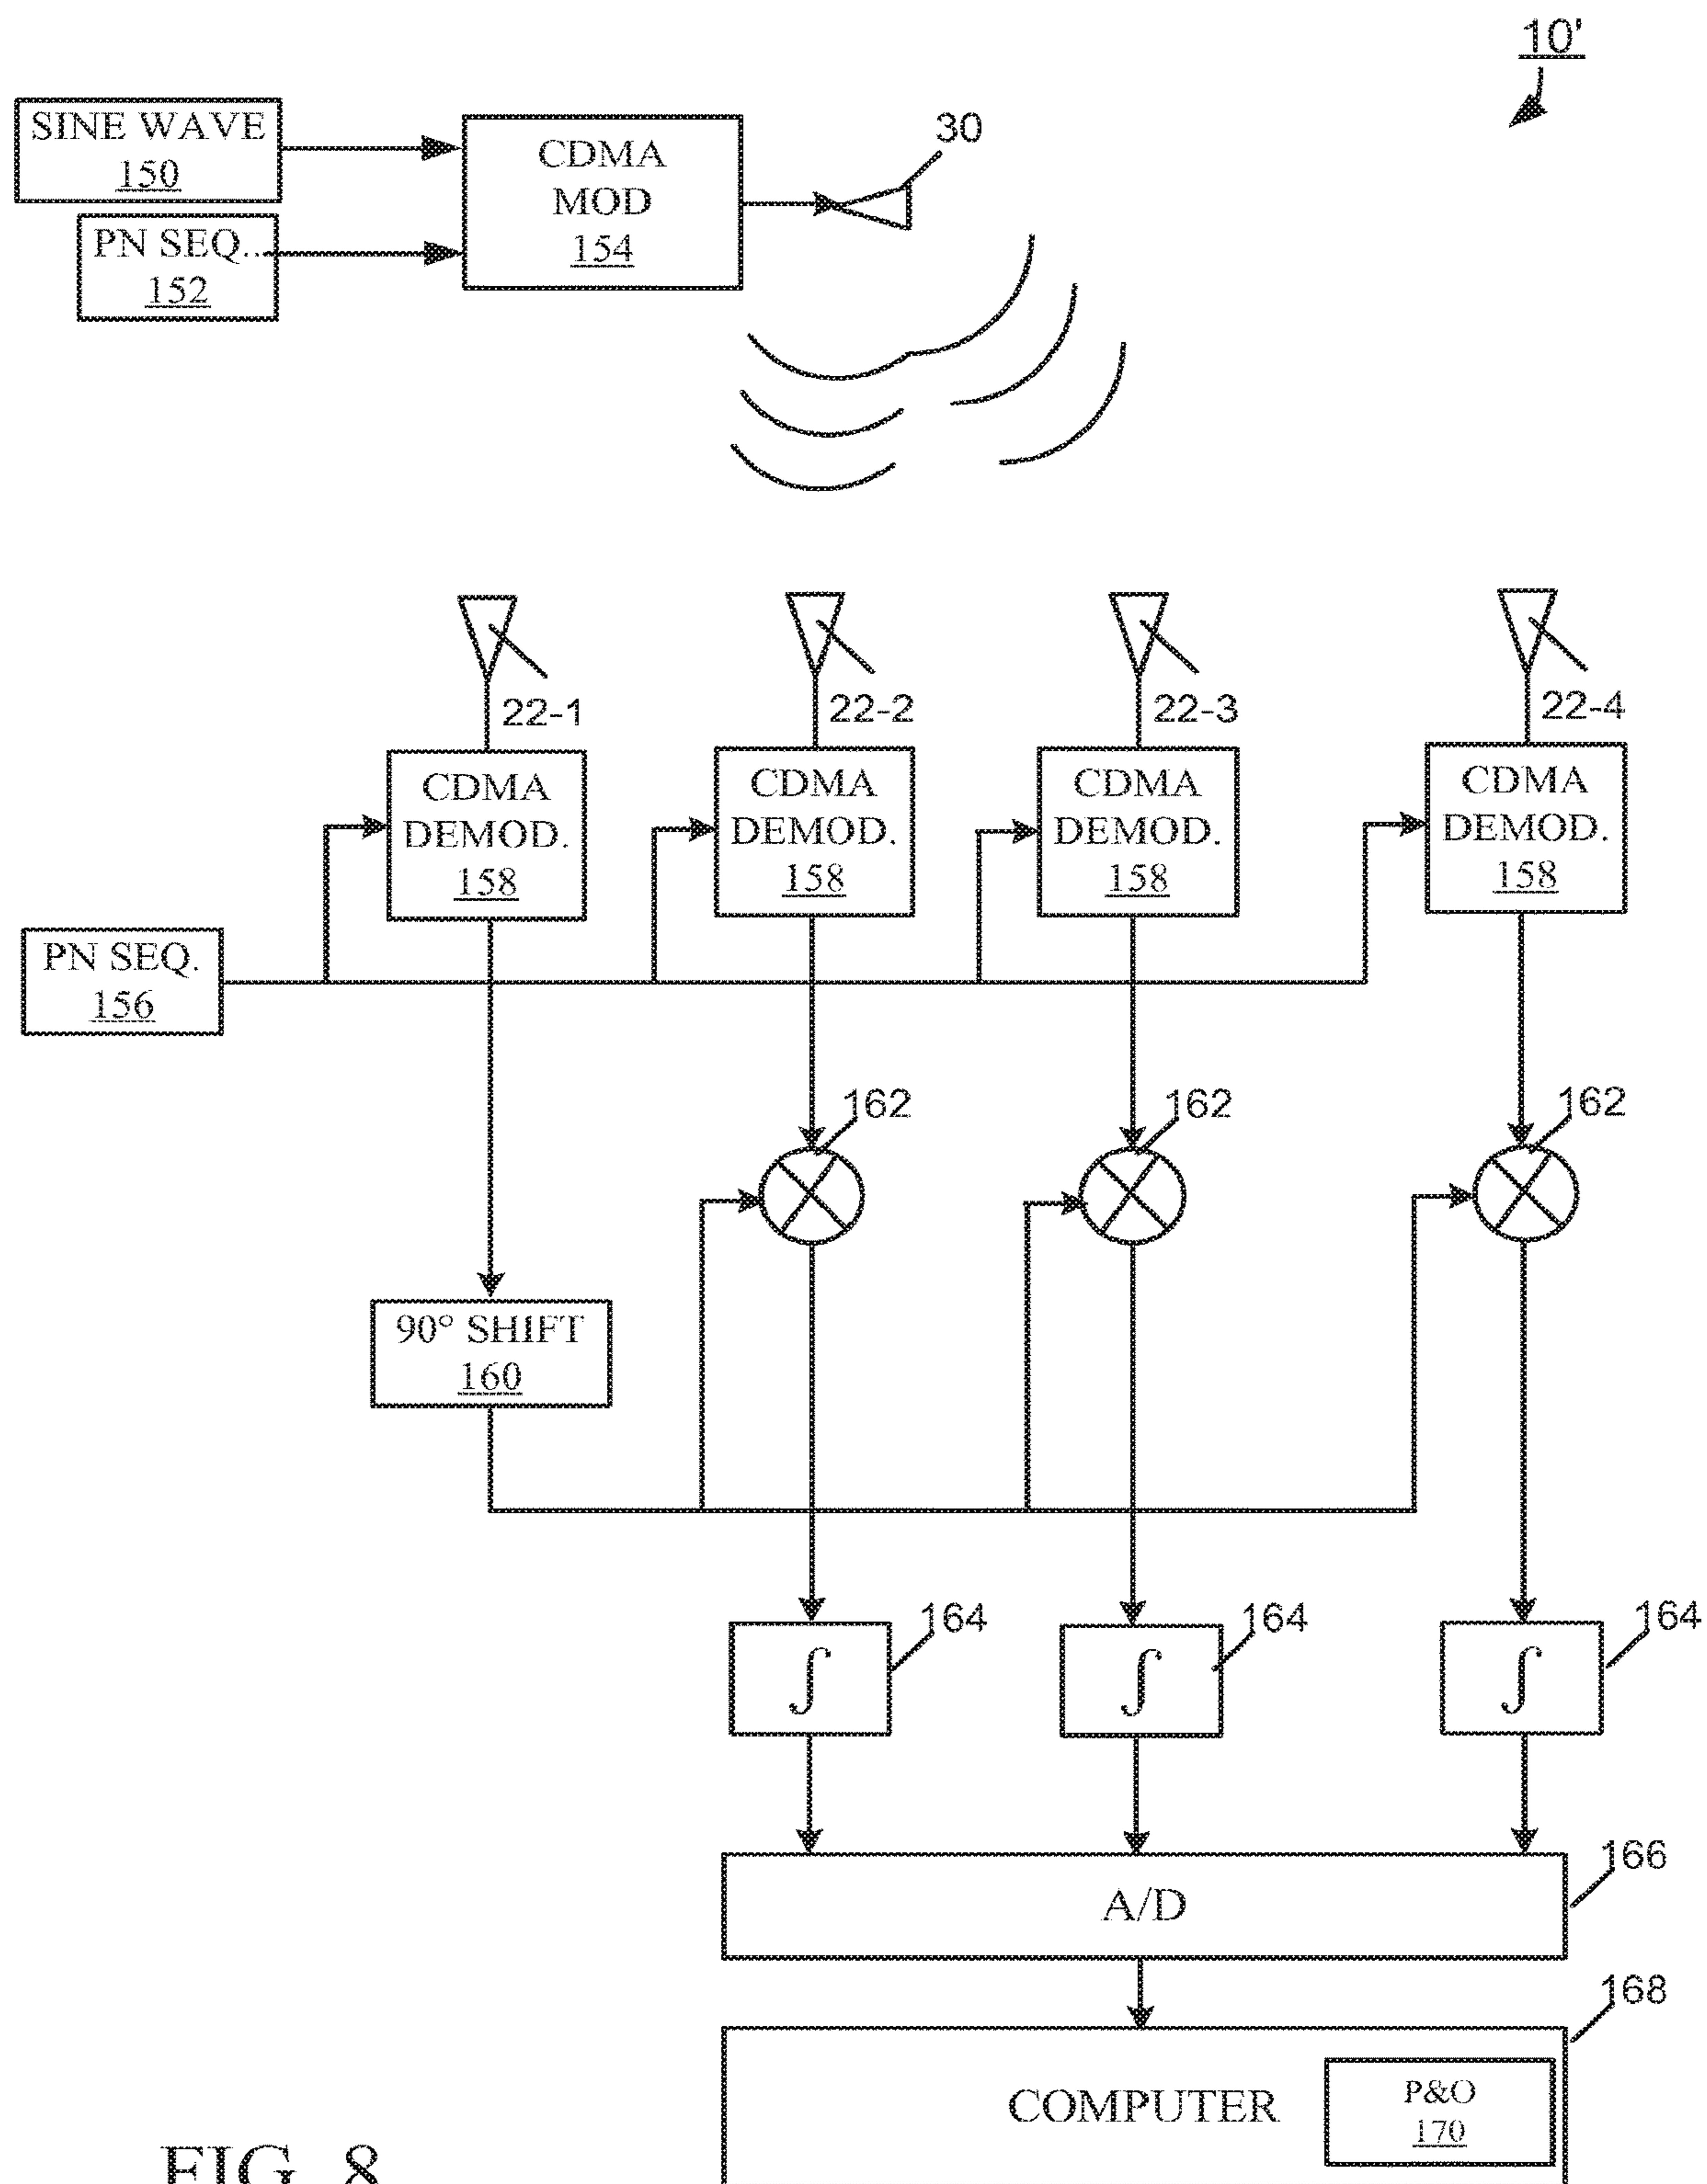 10'
SINE WAVE
150
PN SEQ..
152
CDMA
MOD
154
30
22-1
22-2
22-3
22-4
CDMA
DEMOD.
158
CDMA
DEMOD.
158
CDMA
DEMOD.
158
CDMA
DEMOD.
158
PN SEQ.
156
162
162
162
90° SHIFT
160
164
164
164
∫
∫
∫
166
A/D
168
COMPUTER
P&O
170
FIG. 8